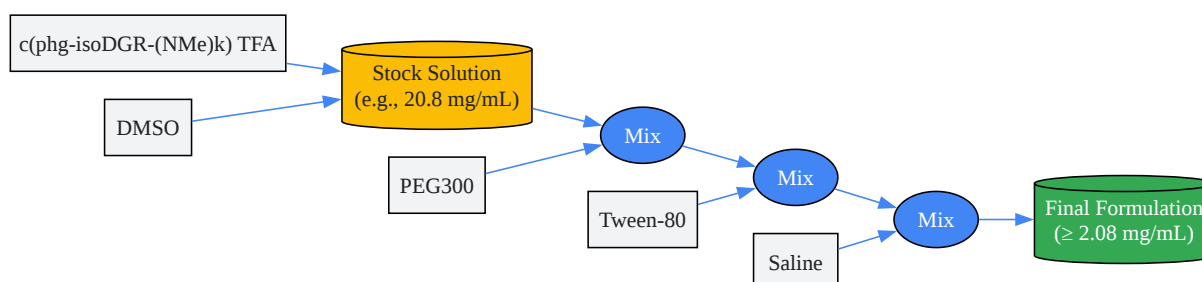 c(phg-isoDGR-(NMe)k) TFA
DMSO
Stock Solution
(e.g., 20.8 mg/mL)
PEG300
Mix
Tween-80
Mix
Saline
Mix
Final Formulation
(≥ 2.08 mg/mL)